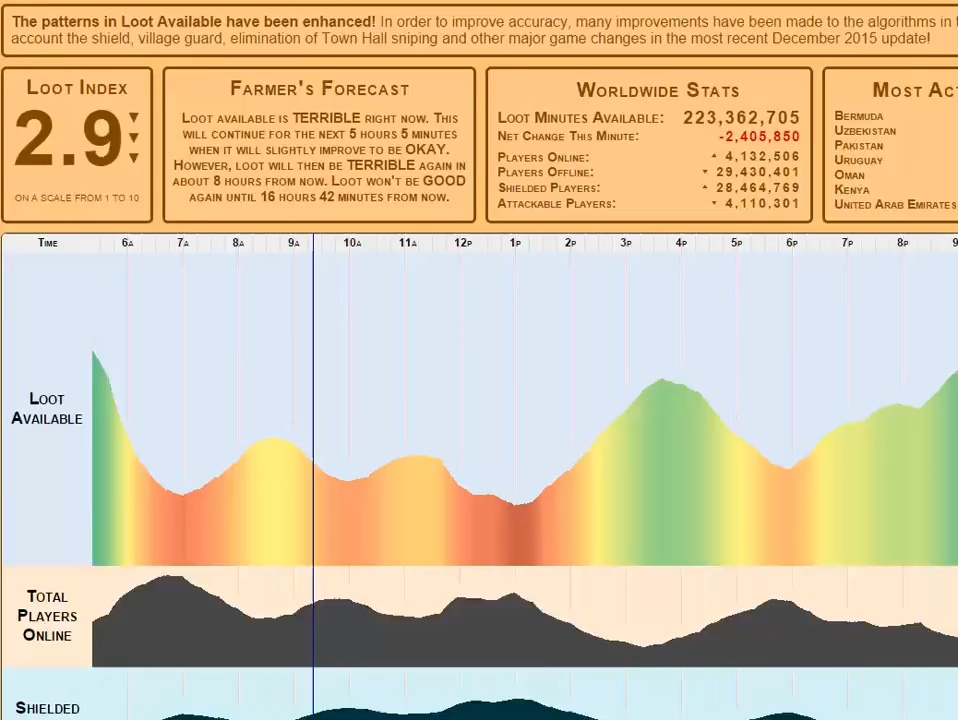 The patterns in Loot Available have been enhanced! In order to improve accuracy, many improvements have been made to the algorithms in
account the shield, village guard, elimination of Town Hall sniping and other major game changes in the most recent December 2015 update!
Loot Index
2.9
on a scale from 1 to 10
Farmer's Forecast
Loot available is TERRIBLE right now. This
will continue for the next 5 hours 5 minutes
when it will slightly improve to be OKAY.
However, loot will then be TERRIBLE again in
about 8 hours from now. Loot won't be GOOD
again until 16 hours 42 minutes from now.
Worldwide Stats
Loot Minutes Available: 223,362,705
Net Change This Minute: -2,405,850
Players Online: 4,132,506
Players Offline: 29,430,401
Shielded Players: 28,464,769
Attackable Players: 4,110,301
Most Act
Bermuda
Uzbekistan
Pakistan
Uruguay
Oman
Kenya
United Arab Emirates
Time 6A 7A 8A 9A 10A 11A 12P 1P 2P 3P 4P 5P 6P 7P 8P 9
Loot
Available
Total
Players
Online
Shielded